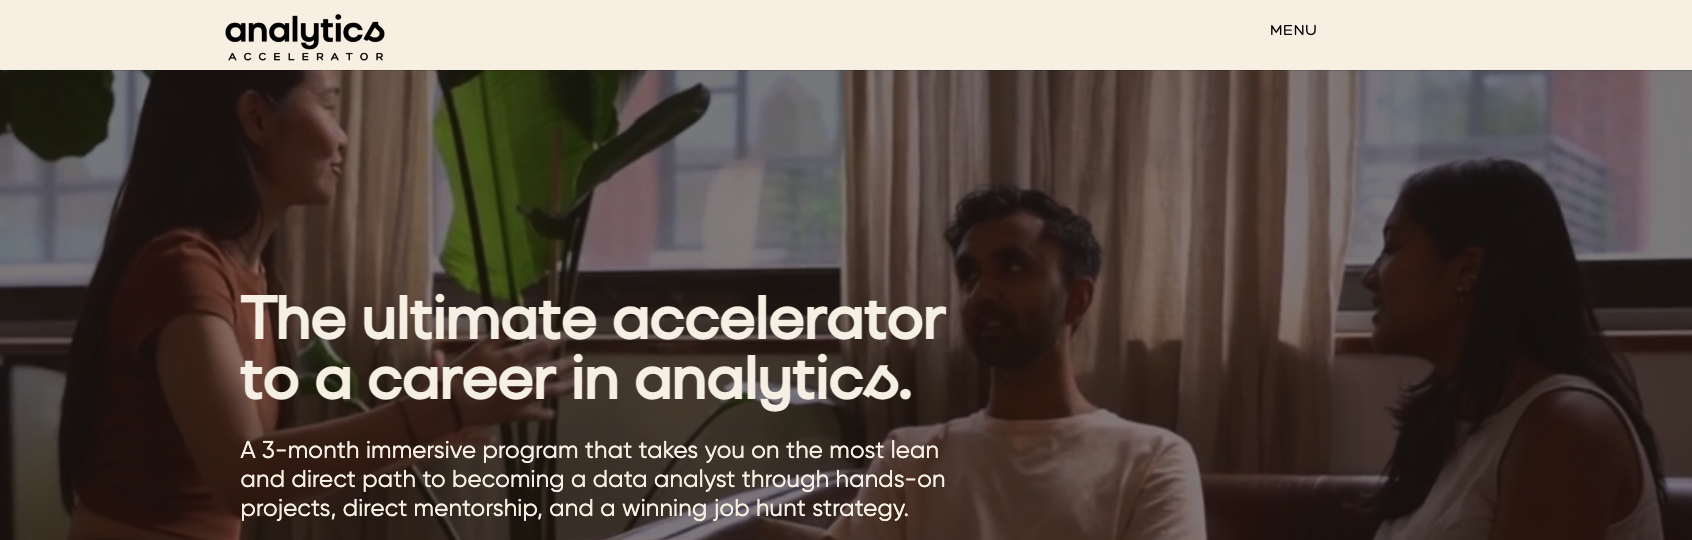 analytics
ACCELERATOR
MENU
The ultimate accelerator
to a career in analytics.
A 3-month immersive program that takes you on the most lean
and direct path to becoming a data analyst through hands-on
projects, direct mentorship, and a winning job hunt strategy.